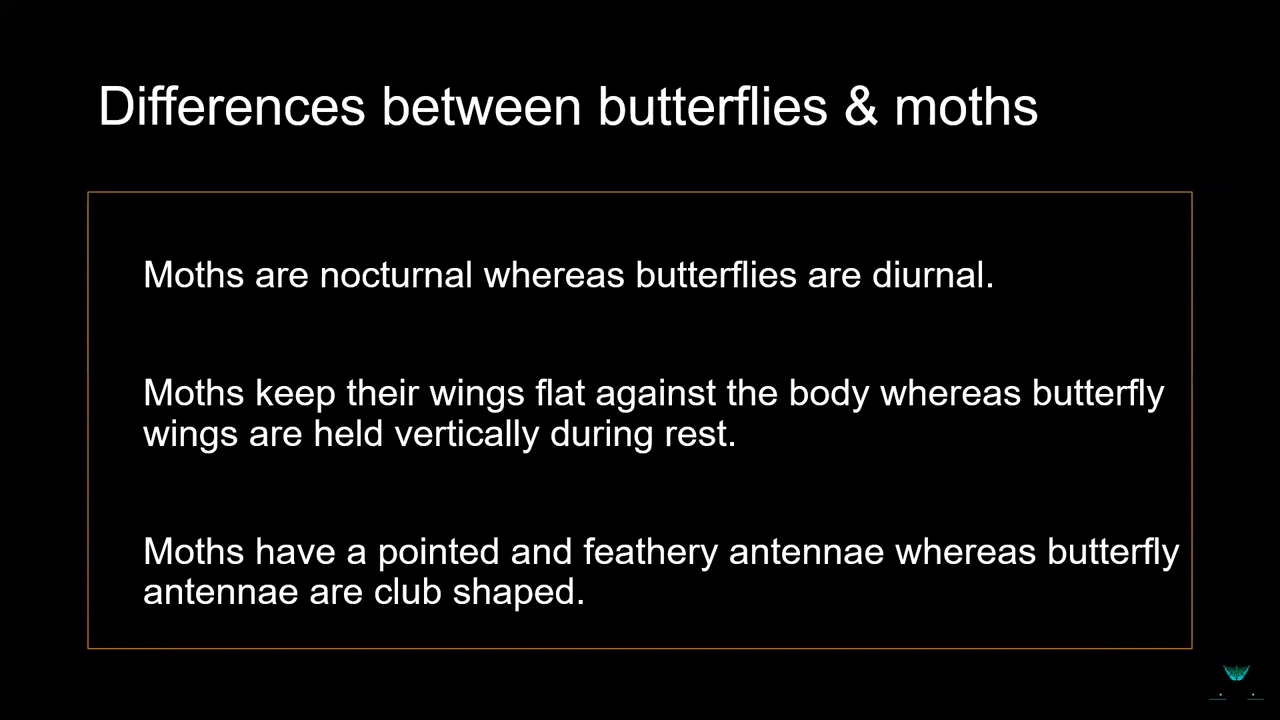 Differences between butterflies & moths
Moths are nocturnal whereas butterflies are diurnal.
Moths keep their wings flat against the body whereas butterfly
wings are held vertically during rest.
Moths have a pointed and feathery antennae whereas butterfly
antennae are club shaped.